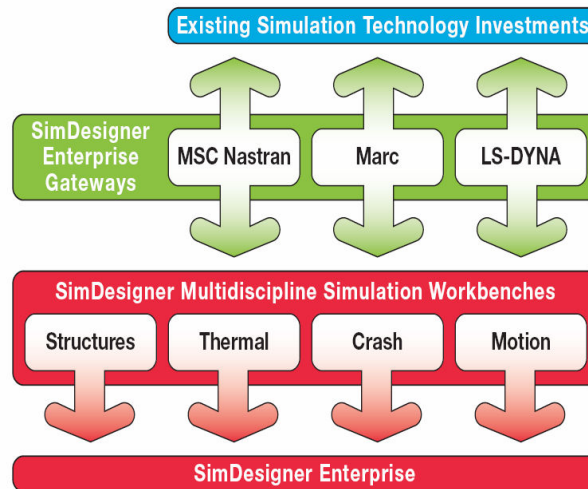 Existing Simulation Technology Investments
SimDesigner
Enterprise
Gateways
MSC Nastran
Marc
LS-DYNA
SimDesigner Multidiscipline Simulation Workbenches
Structures
Thermal
Crash
Motion
SimDesigner Enterprise